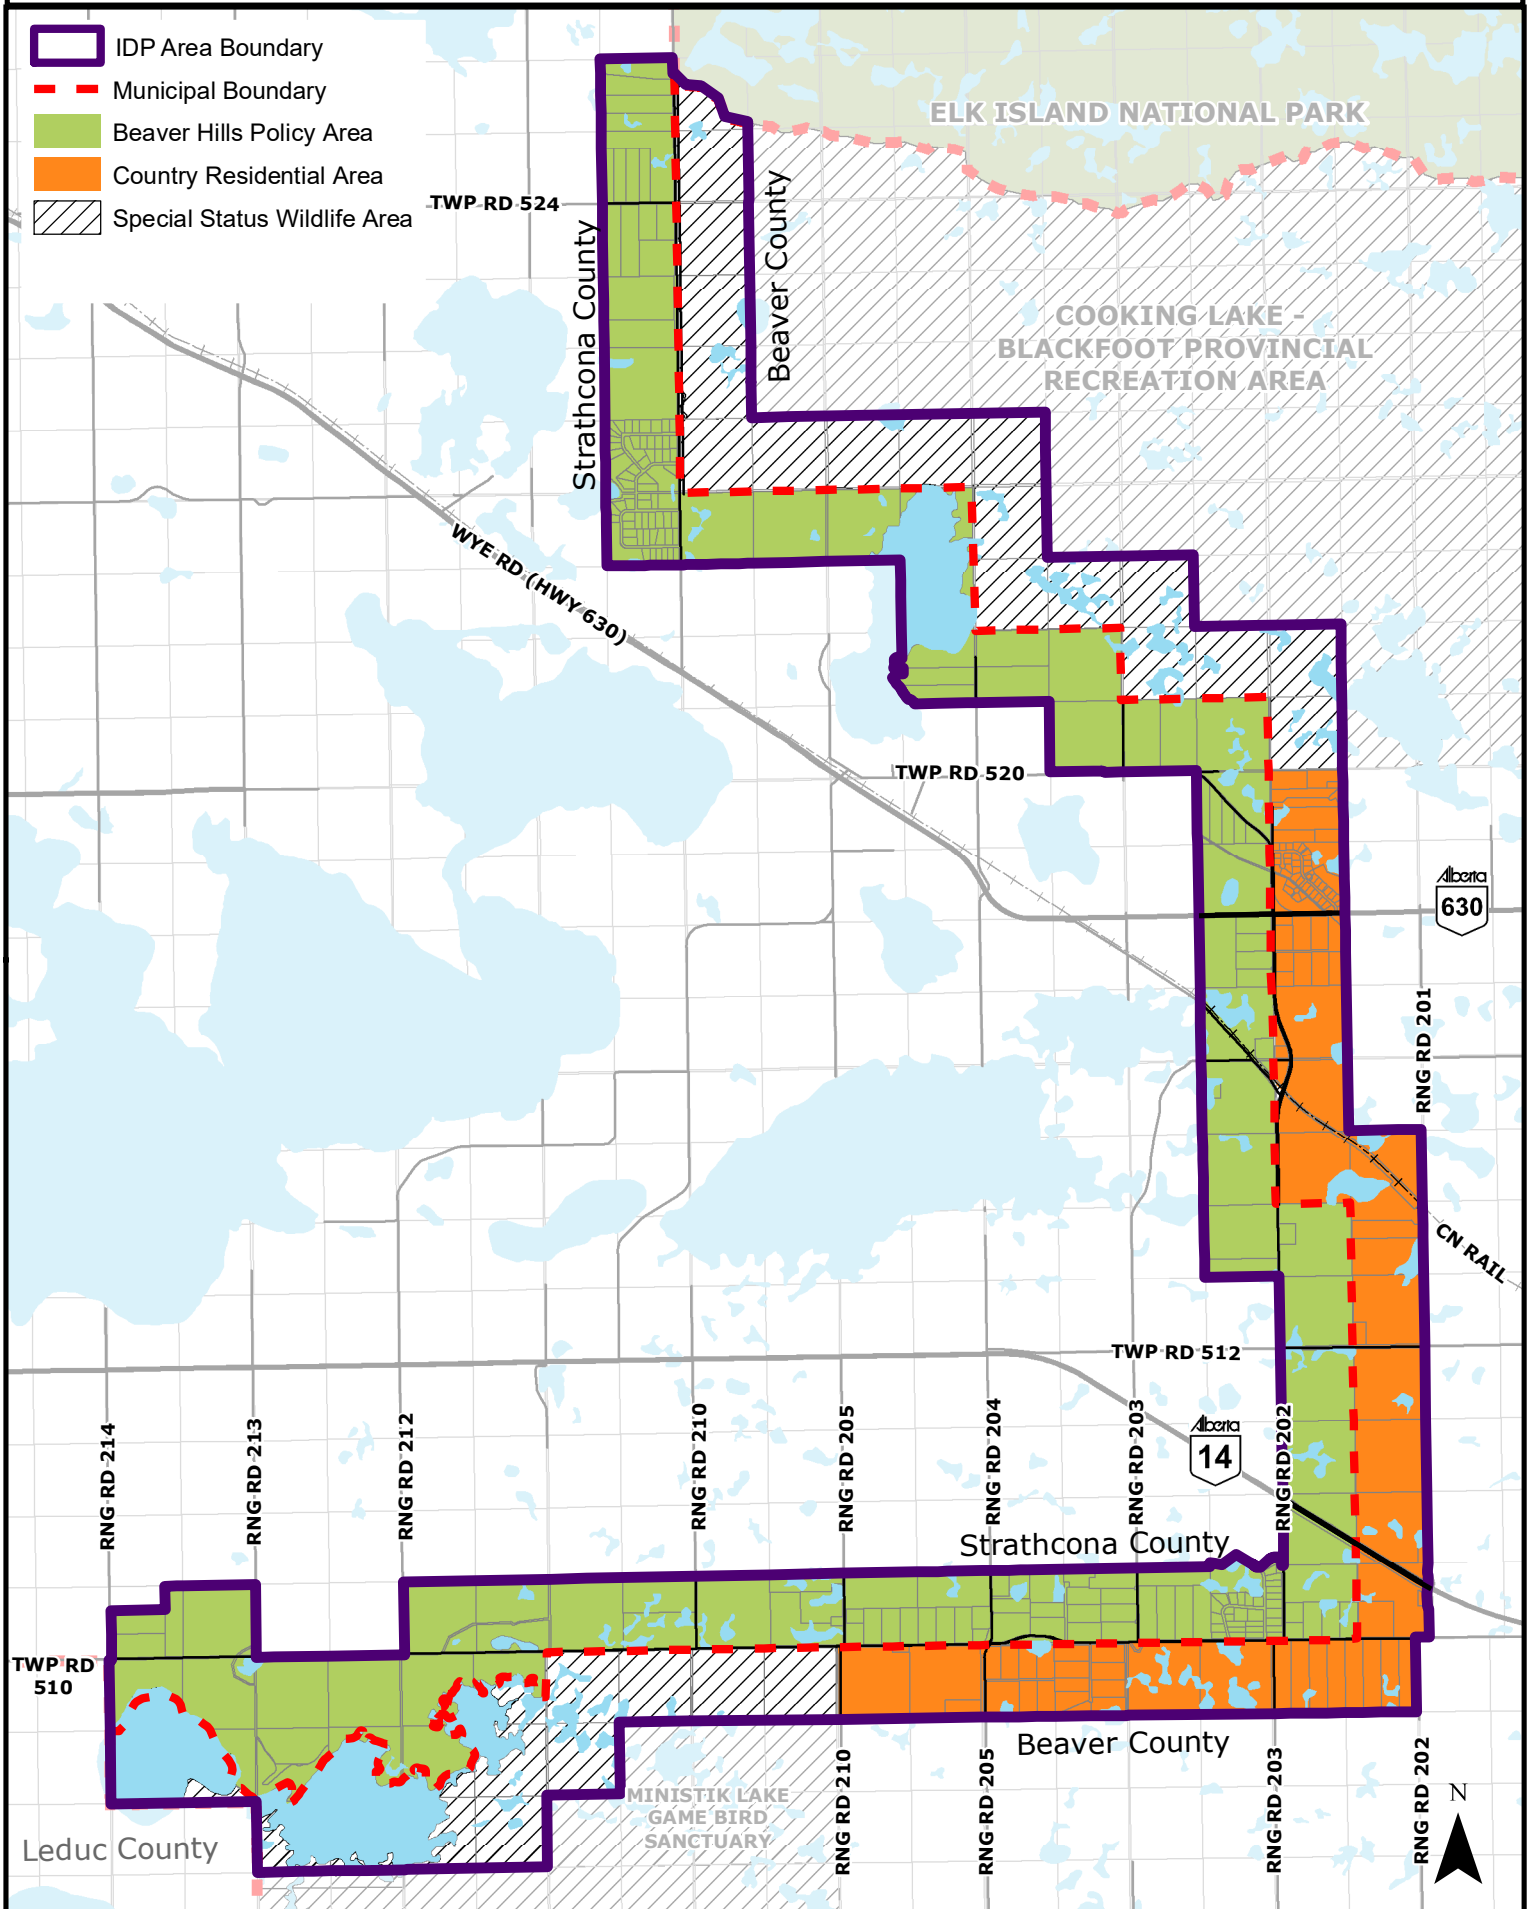 IDP Area Boundary
Municipal Boundary
Beaver Hills Policy Area
Country Residential Area
Special Status Wildlife Area
ELK ISLAND NATIONAL PARK
TWP RD 524
Strathcona County
Beaver County
COOKING LAKE -
BLACKFOOT PROVINCIAL
RECREATION AREA
WYE RD (HWY 630)
TWP RD 520
Alberta
630
RNG RD 201
CN RAIL
TWP RD 512
Alberta
14
RNG RD 214
RNG RD 213
RNG RD 212
RNG RD 210
RNG RD 205
RNG RD 204
RNG RD 203
RNG RD 202
Strathcona County
TWP RD
510
Beaver County
MINISTIK LAKE
GAME BIRD
SANCTUARY
Leduc County
RNG RD 210
RNG RD 205
RNG RD 203
RNG RD 202
N